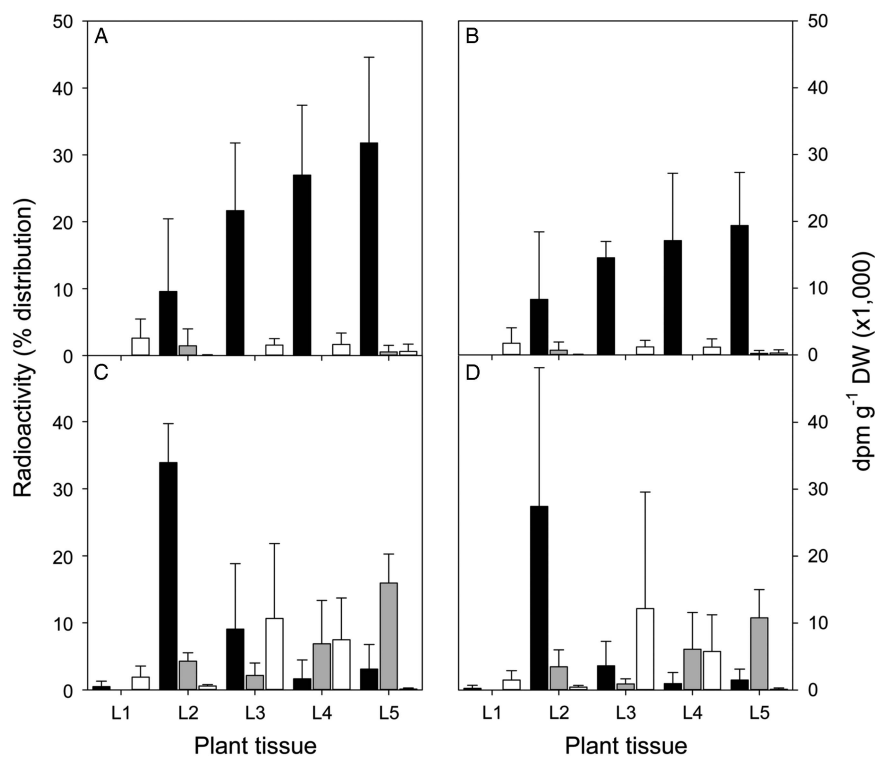 Radioactivity (% distribution)
50
40
30
20
10
0
40
30
20
10
0
A
B
C
D
50
40
30
20
10
0
40
30
20
10
0
dpm g⁻¹ DW (x1,000)
L1 L2 L3 L4 L5
L1 L2 L3 L4 L5
Plant tissue
Plant tissue